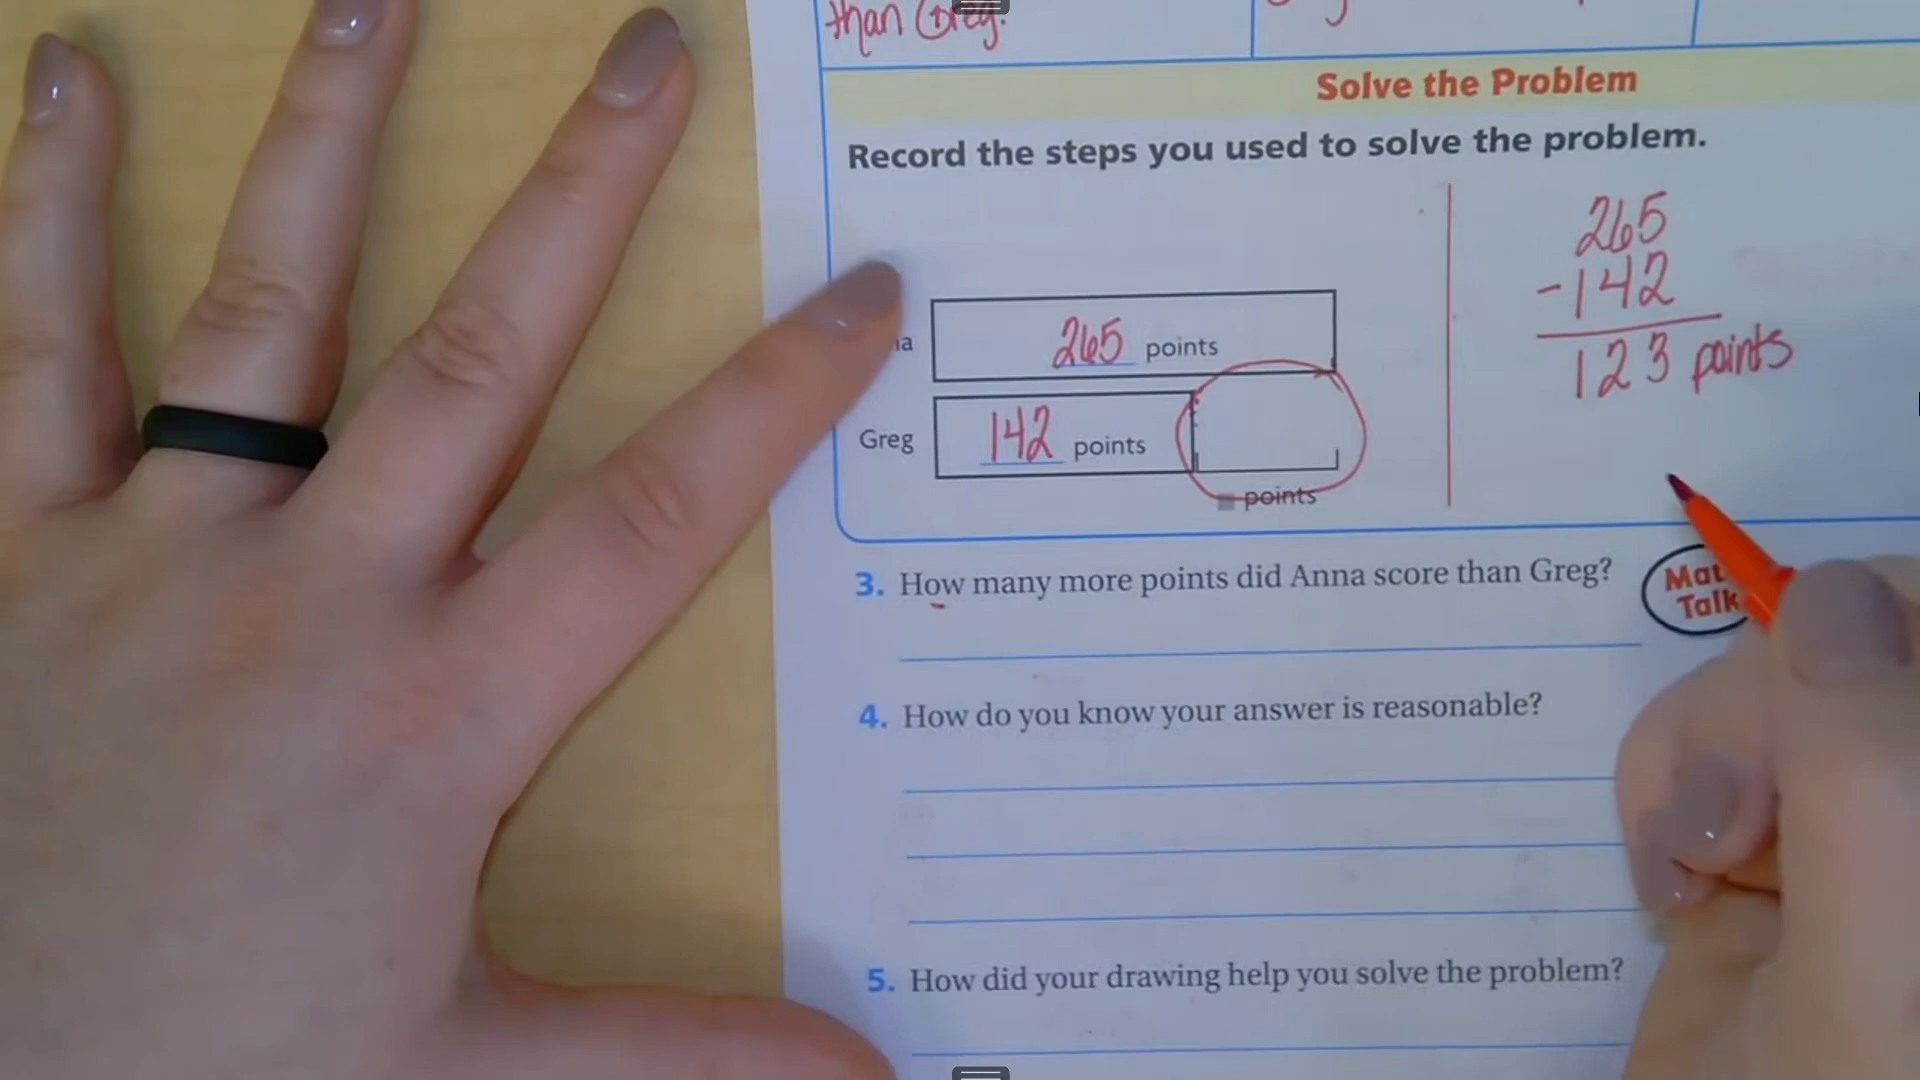 than Greg.
Solve the Problem
Record the steps you used to solve the problem.
265
-142
123 points
265 points
Greg 142 points
points
3. How many more points did Anna score than Greg?
Talk
4. How do you know your answer is reasonable?
5. How did your drawing help you solve the problem?